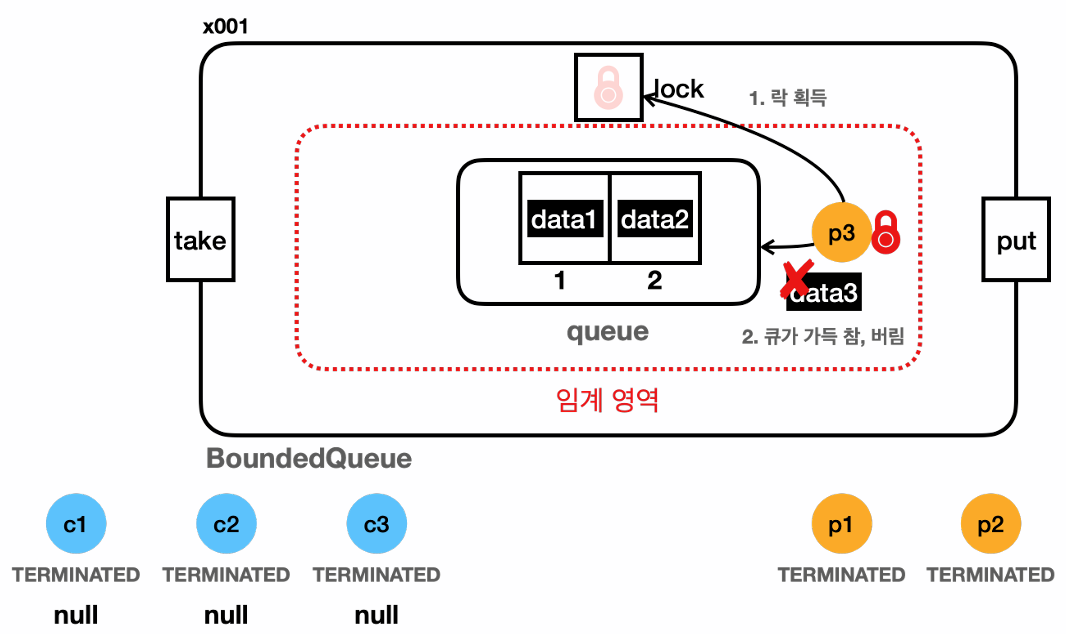 x001
lock
1. 락 획득
data1
data2
take
p3
put
1
2
data3
queue
2. 큐가 가득 참, 버림
임계 영역
BoundedQueue
c1
c2
c3
p1
p2
TERMINATED
TERMINATED
TERMINATED
TERMINATED
TERMINATED
null
null
null